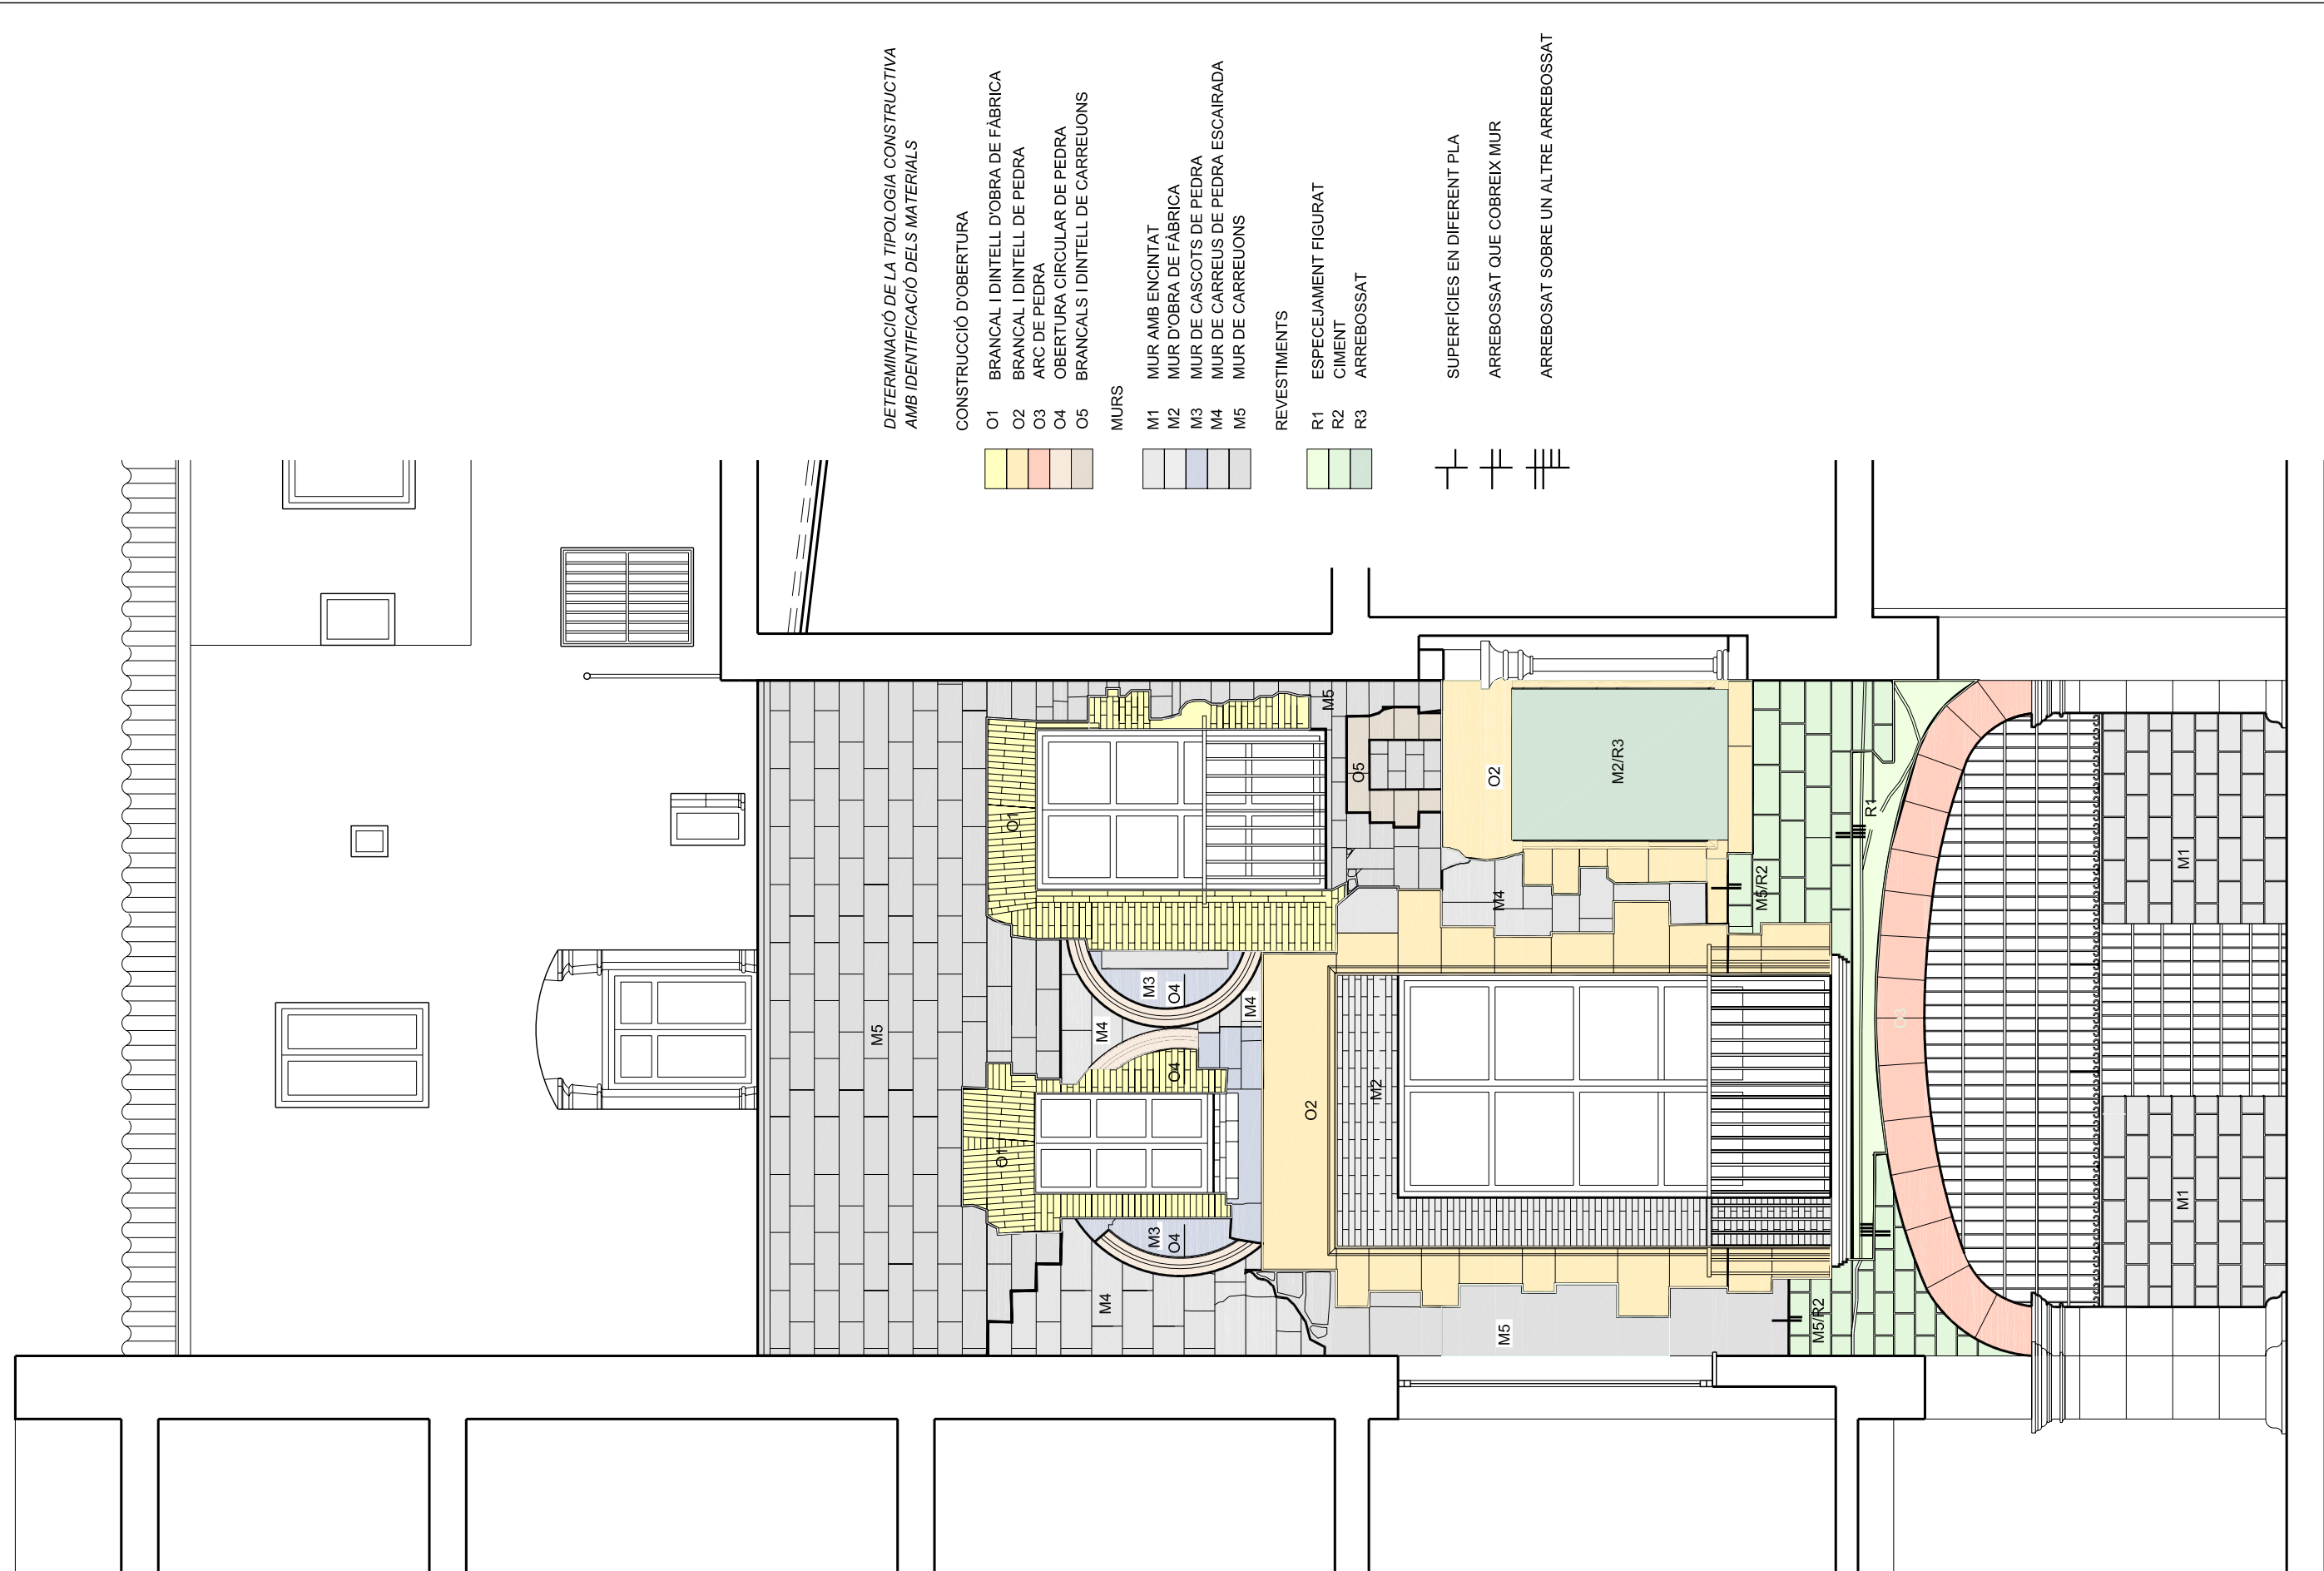 DETERMINACIÓ DE LA TIPOLOGIA CONSTRUCTIVA
AMB IDENTIFICACIÓ DELS MATERIALS
CONSTRUCCIÓ D'OBERTURA
O1 BRANCAL I DINTELL D'OBRA DE FÀBRICA
O2 BRANCAL I DINTELL DE PEDRA
O3 ARC DE PEDRA
O4 OBERTURA CIRCULAR DE PEDRA
O5 BRANCALS I DINTELL DE CARREUONS
MURS
M1 MUR AMB ENCINTAT
M2 MUR D'OBRA DE FÀBRICA
M3 MUR DE CASCOTS DE PEDRA
M4 MUR DE CARREUS DE PEDRA ESCAIRADA
M5 MUR DE CARREUONS
REVESTIMENTS
R1 ESPECEJAMENT FIGURAT
R2 CIMENT
R3 ARREBOSSAT
SUPERFÍCIES EN DIFERENT PLA
ARREBOSSAT QUE COBREIX MUR
ARREBOSAT SOBRE UN ALTRE ARREBOSSAT
M5
O1
O1
M4
M4
M3
O4
O4
M3
O4
M4
M5
O5
O2
M2
O2
M2/R3
M4
M5
M5/R2
M5/R2
R1
O3
M1
M1